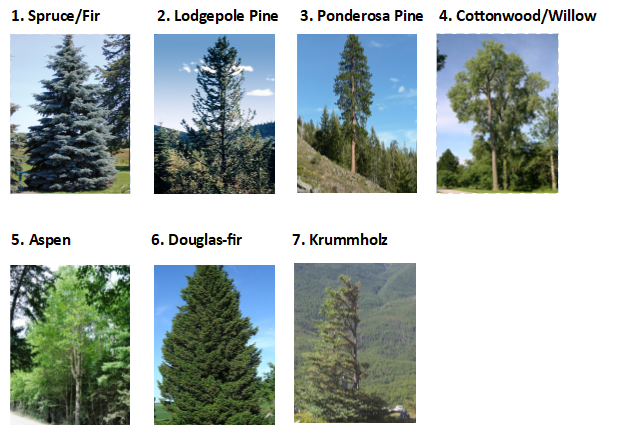 1. Spruce/Fir
2. Lodgepole Pine
3. Ponderosa Pine
4. Cottonwood/Willow
5. Aspen
6. Douglas-fir
7. Krummholz